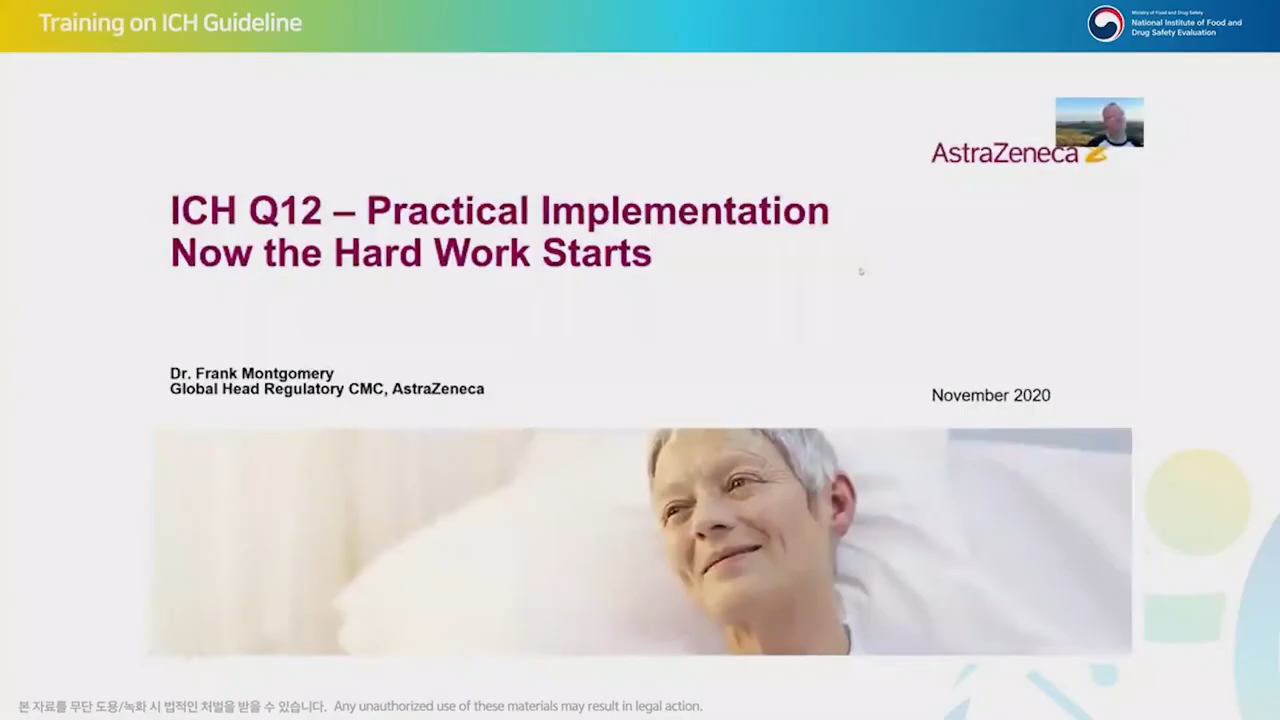 Training on ICH Guideline
Ministry of Food and Drug Safety
National Institute of Food and
Drug Safety Evaluation
AstraZeneca
ICH Q12 – Practical Implementation
Now the Hard Work Starts
Dr. Frank Montgomery
Global Head Regulatory CMC, AstraZeneca
November 2020
본 자료를 무단 도용/녹화 시 법적인 처벌을 받을 수 있습니다. Any unauthorized use of these materials may result in legal action.